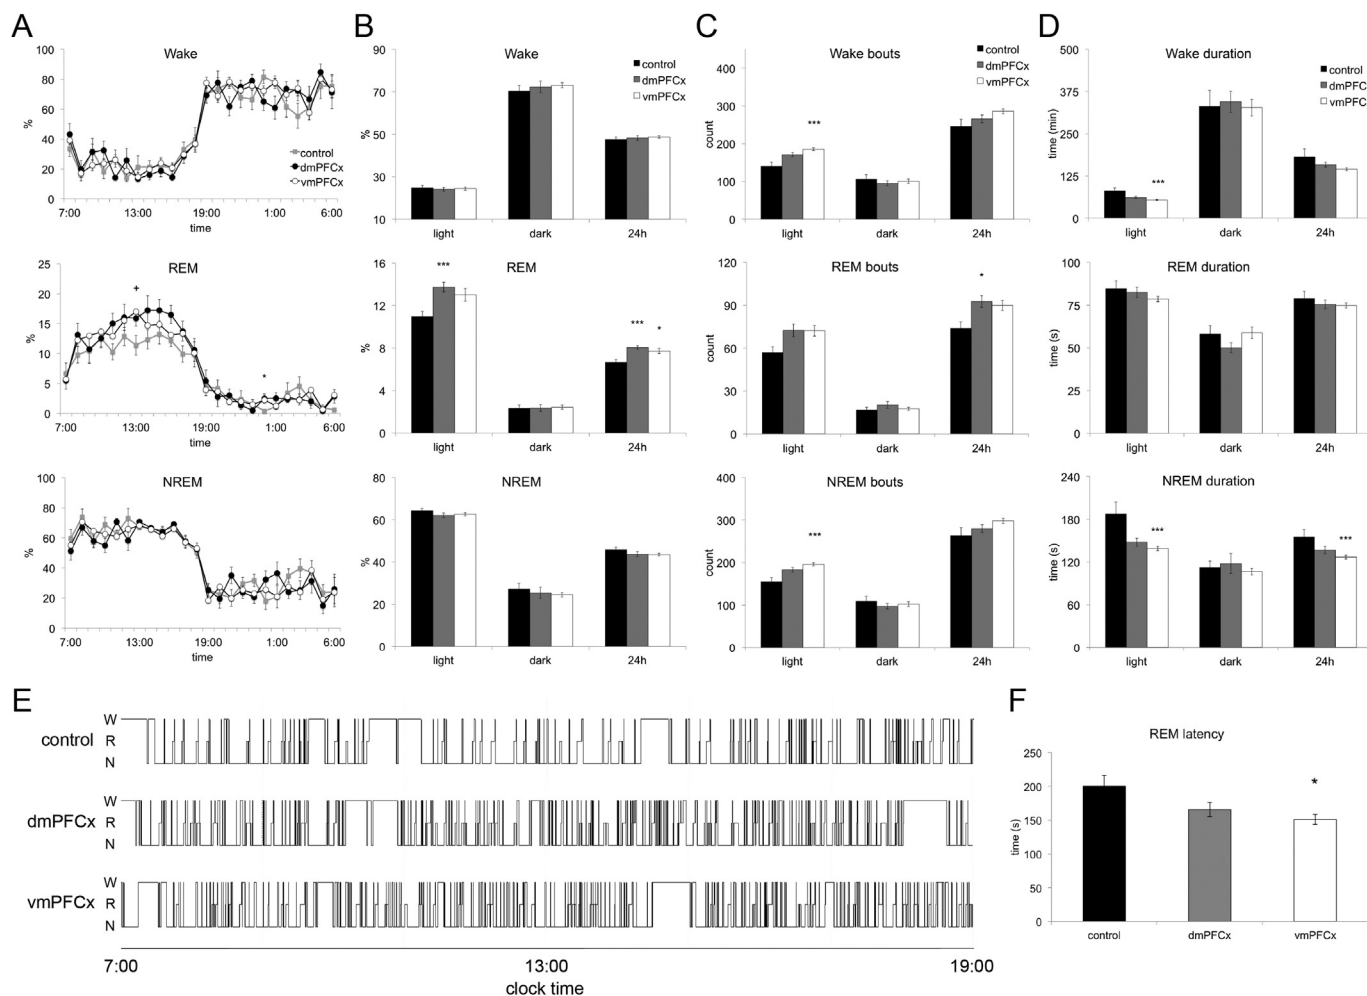 A
B
C
D
Wake
%
100
80
60
40
20
0
control
dmPFCx
vmPFCx
7:00 13:00 19:00 1:00 6:00
time
REM
%
25
20
15
10
5
0
+
*
7:00 13:00 19:00 1:00 6:00
time
NREM
%
100
80
60
40
20
0
7:00 13:00 19:00 1:00 6:00
time
Wake
control
dmPFCx
vmPFCx
%
90
70
50
30
10
light dark 24h
REM
%
16
12
8
4
0
***
*** *
light dark 24h
NREM
%
80
60
40
20
0
light dark 24h
Wake bouts
control
dmPFCx
vmPFCx
count
400
300
200
100
0
***
light dark 24h
REM bouts
count
120
90
60
30
0
*
light dark 24h
NREM bouts
count
400
300
200
100
0
***
light dark 24h
Wake duration
control
dmPFC
vmPFC
time (min)
500
375
250
125
0
***
light dark 24h
REM duration
time (s)
100
75
50
25
0
light dark 24h
NREM duration
time (s)
240
180
120
60
0
*** ***
light dark 24h
E
control
W
R
N
dmPFCx
W
R
N
vmPFCx
W
R
N
7:00 13:00 19:00
clock time
F
REM latency
time (s)
250
200
150
100
50
0
*
control dmPFCx vmPFCx